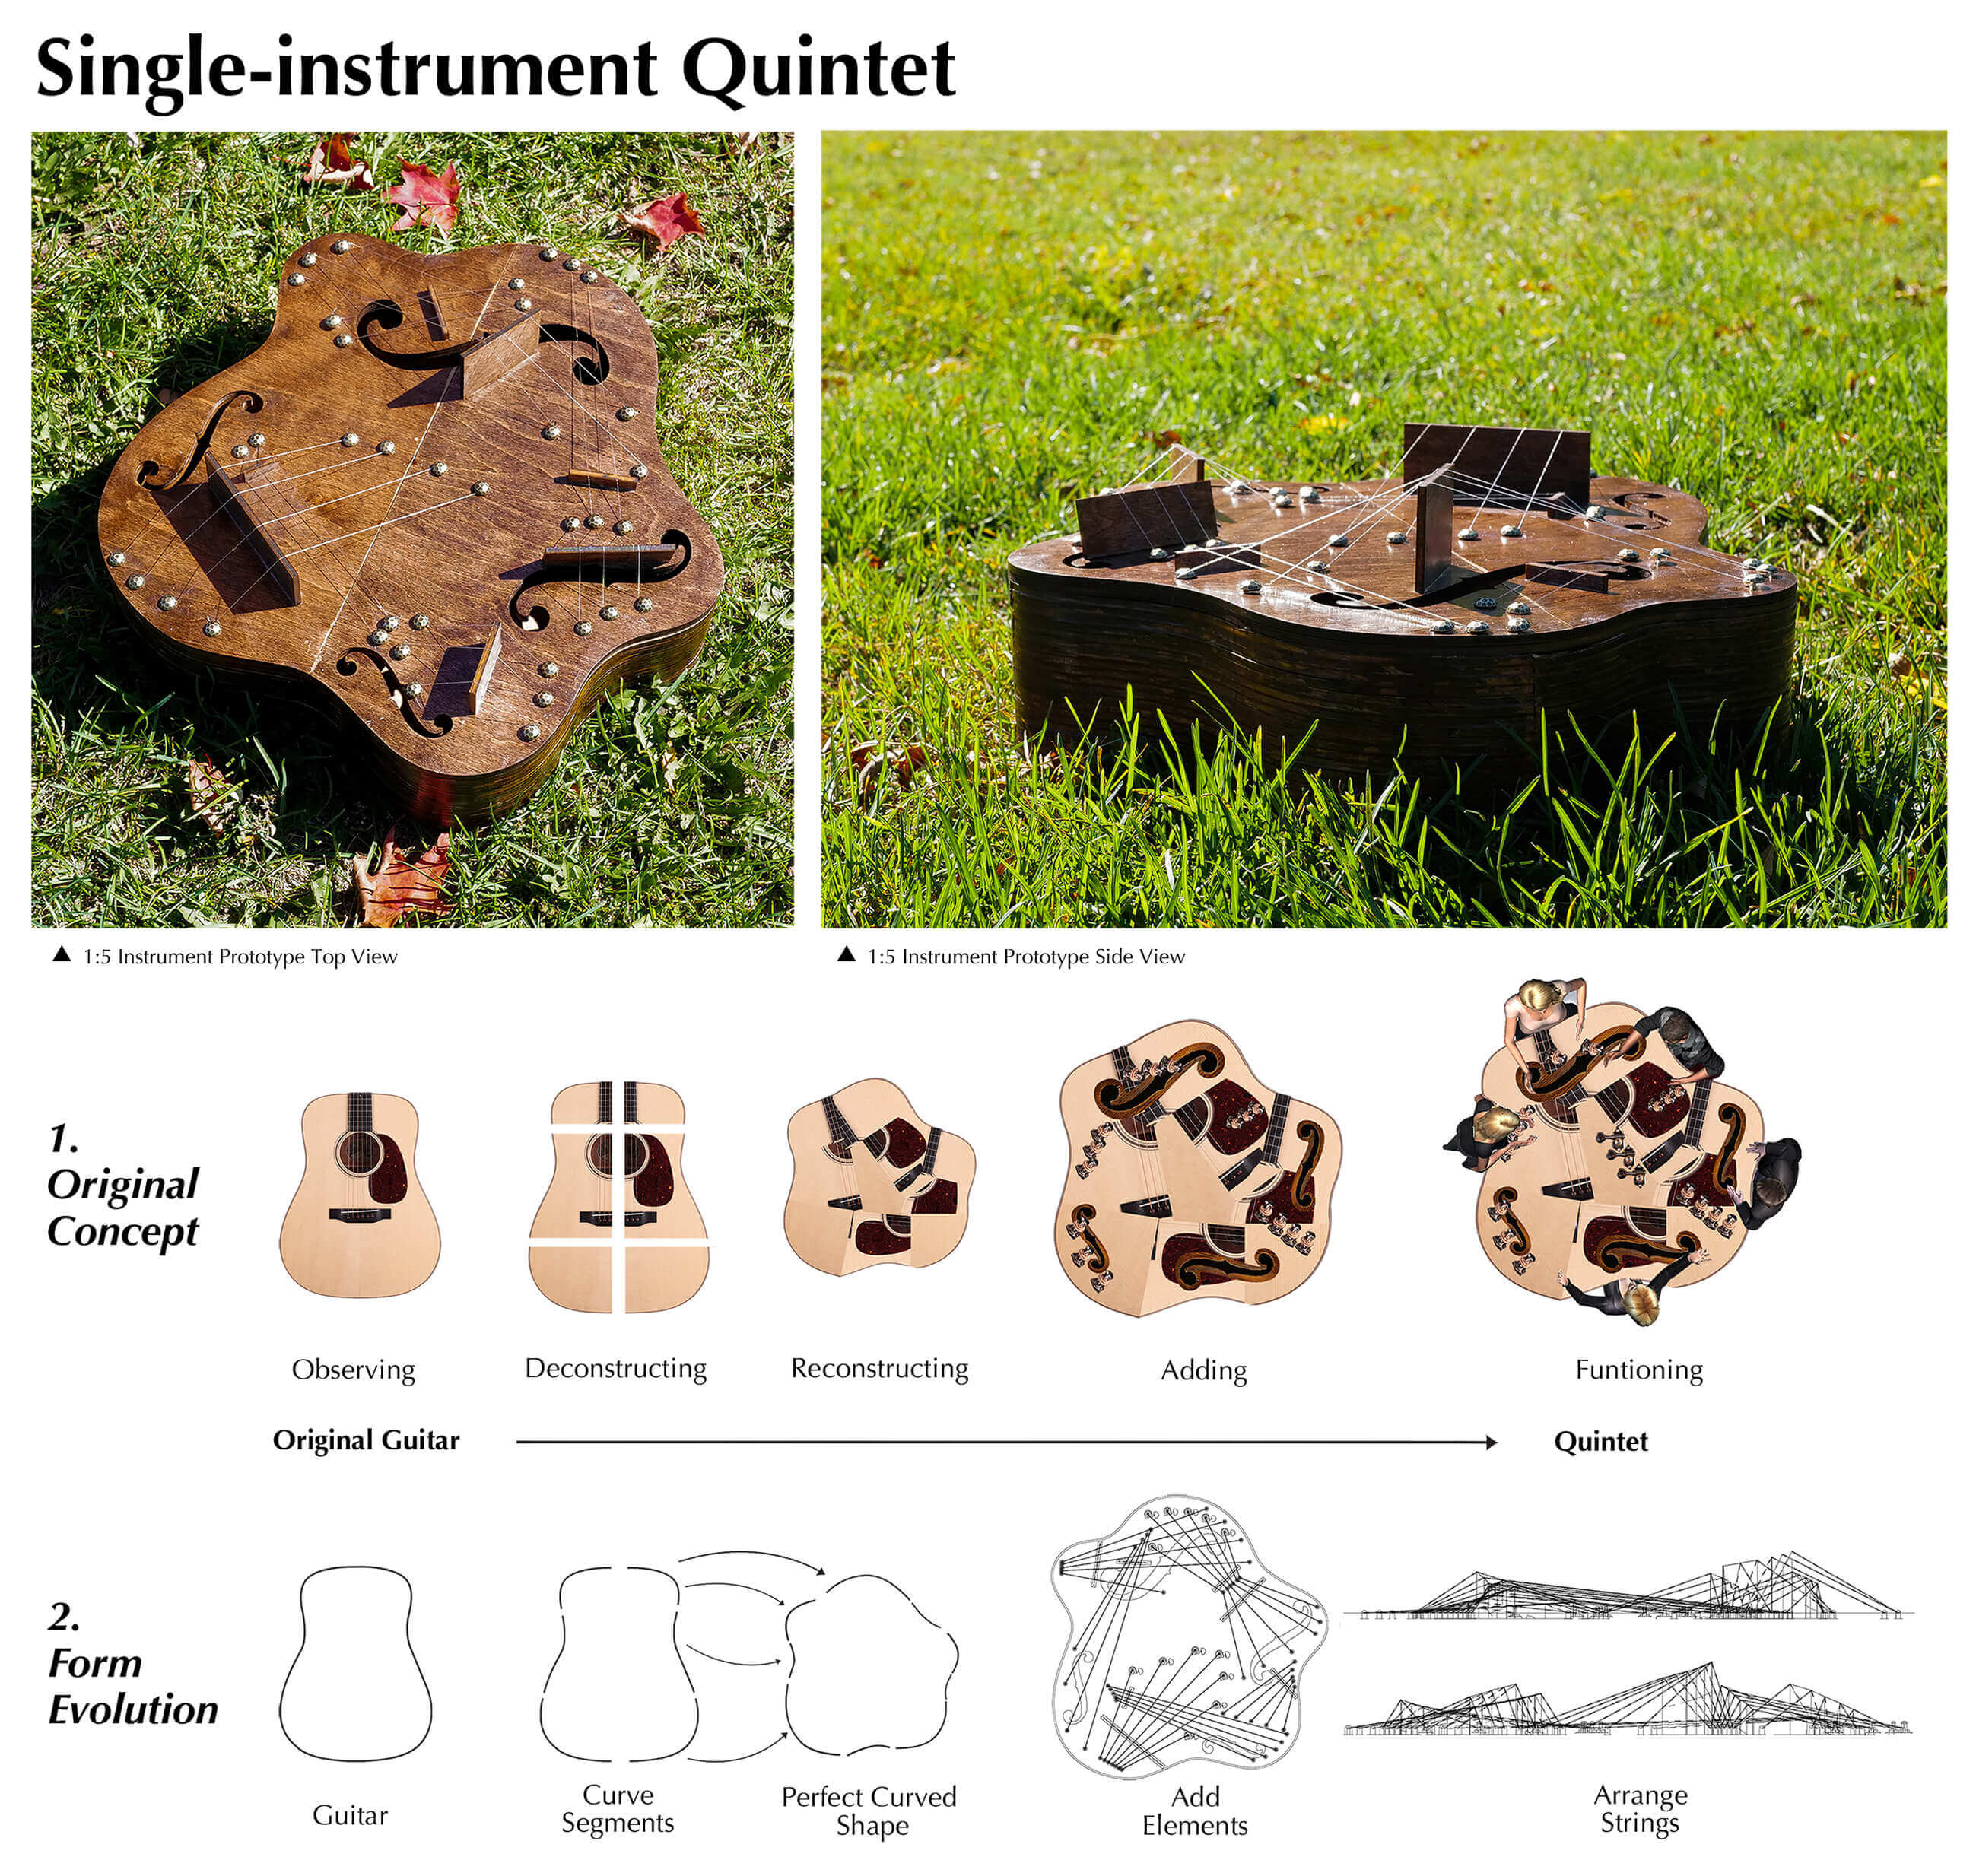 Single-instrument Quintet
▲ 1:5 Instrument Prototype Top View
▲ 1:5 Instrument Prototype Side View
1.
Original
Concept
Observing
Deconstructing
Reconstructing
Adding
Funtioning
Original Guitar
Quintet
2.
Form
Evolution
Guitar
Curve
Segments
Perfect Curved
Shape
Add
Elements
Arrange
Strings